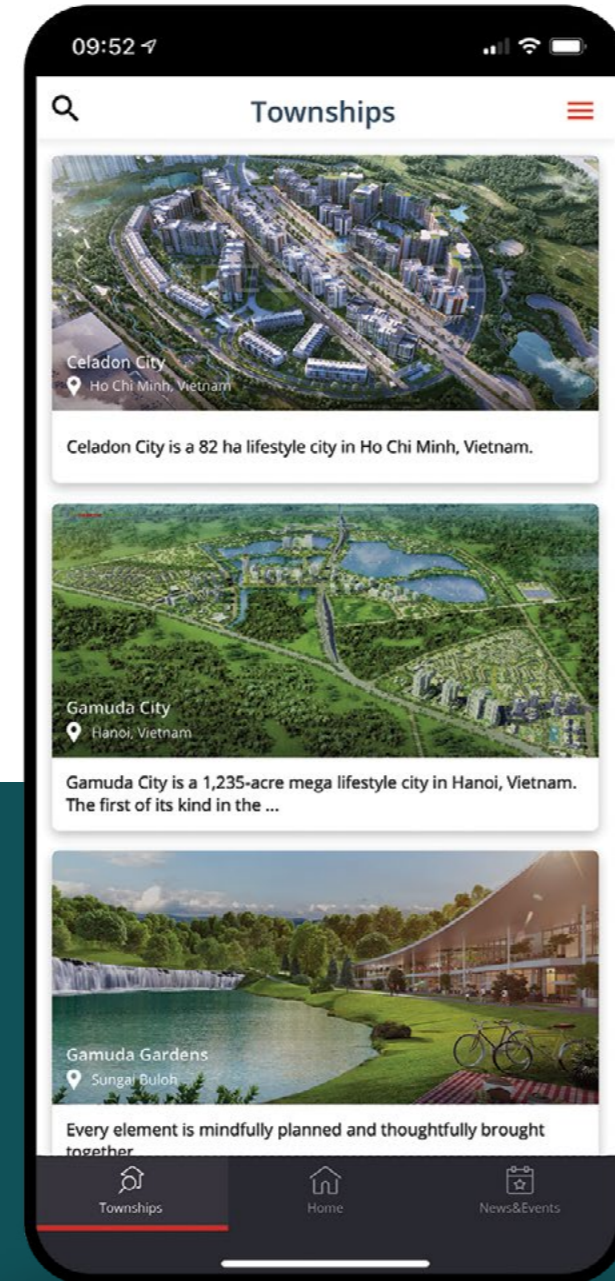 09:52
Townships
Celadon City
Ho Chi Minh, Vietnam
Celadon City is a 82 ha lifestyle city in Ho Chi Minh, Vietnam.
Gamuda City
Hanoi, Vietnam
Gamuda City is a 1,235-acre mega lifestyle city in Hanoi, Vietnam.
The first of its kind in the ...
Gamuda Gardens
Sungai Buloh
Every element is mindfully planned and thoughtfully brought
together
Townships
Home
News&Events